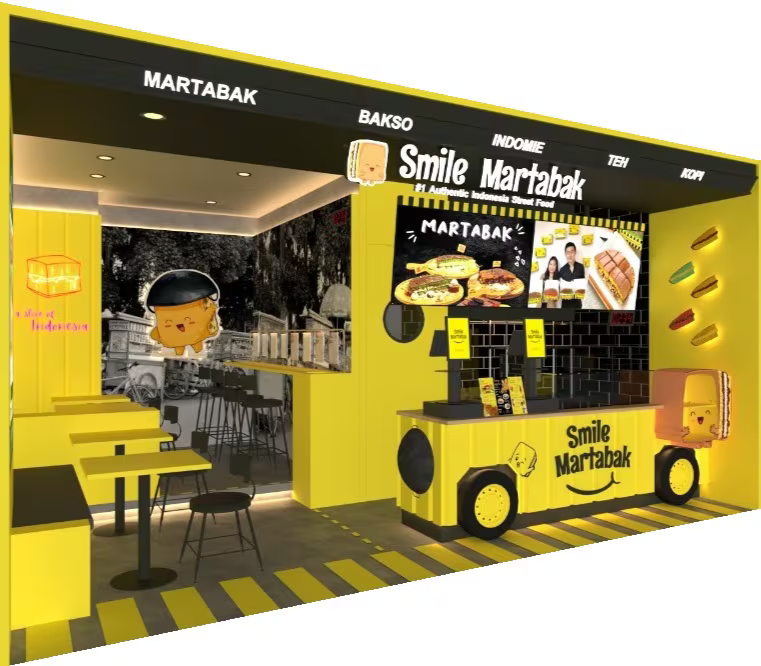 MARTABAK
BAKSO
INDOMIE
TEH
KOPI
Smile Martabak
#1 Authentic Indonesia Street Food
MARTABAK
a slice of
Indonesia
Smile
Martabak